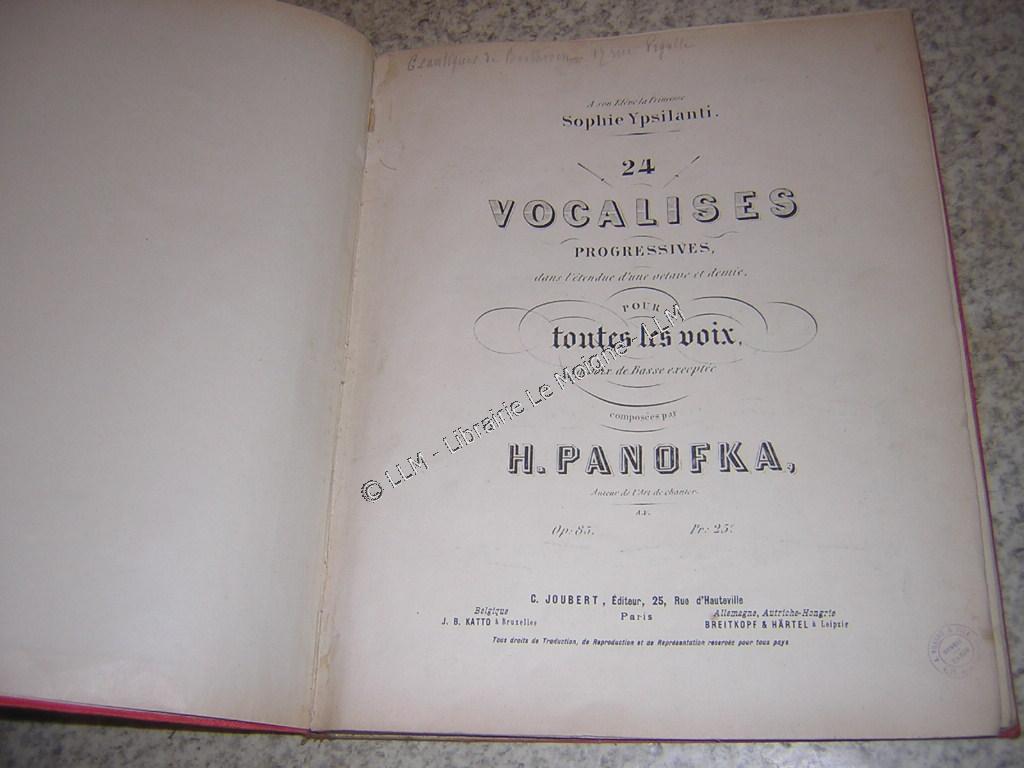 A son Elève la Princesse
Sophie Ypsilanti.
24
VOCALISES
PROGRESSIVES,
dans l'étendue d'une octave et demie,
POUR
toutes les voix,
de Basse exceptée
composées par
H. PANOFKA,
Auteur de l'Art de chanter.
A.V.
Op: 85. Pr: 25f
C. JOUBERT, Éditeur, 25, Rue d'Hauteville
Paris
Belgique
J. B. KATTO à Bruxelles
Allemagne, Autriche-Hongrie
BREITKOPF & HÄRTEL à Leipzig
Tous droits de Traduction, de Reproduction et de Représentation reservés pour tous pays
© LLM - Librairie Le Moigne - LLM